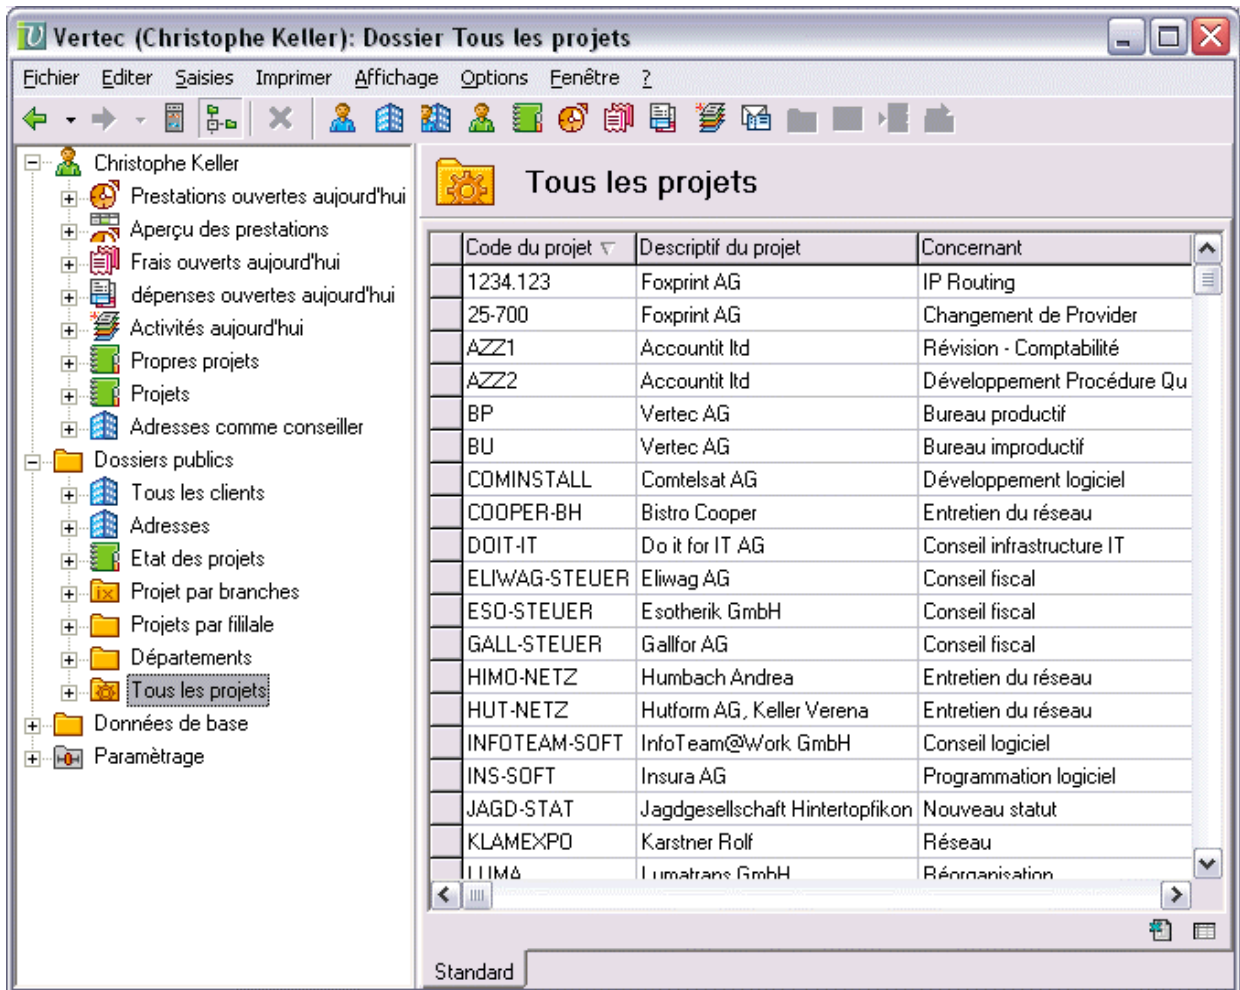 Vertec (Christophe Keller): Dossier Tous les projets
Fichier Editer Saisies Imprimer Affichage Options Fenêtre ?
Christophe Keller
Prestations ouvertes aujourd'hui
Aperçu des prestations
Frais ouverts aujourd'hui
dépenses ouvertes aujourd'hui
Activités aujourd'hui
Propres projets
Projets
Adresses comme conseiller
Dossiers publics
Tous les clients
Adresses
Etat des projets
Projet par branches
Projets par fililale
Départements
Tous les projets
Données de base
Paramètrage
Tous les projets
Code du projet Descriptif du projet Concernant
1234.123 Foxprint AG IP Routing
25-700 Foxprint AG Changement de Provider
AZZ1 Accountit ltd Révision - Comptabilité
AZZ2 Accountit ltd Développement Procédure Qu
BP Vertec AG Bureau productif
BU Vertec AG Bureau improductif
COMINSTALL Comtelsat AG Développement logiciel
COOPER-BH Bistro Cooper Entretien du réseau
DOIT-IT Do it for IT AG Conseil infrastructure IT
ELIWAG-STEUER Eliwag AG Conseil fiscal
ESO-STEUER Esotherik GmbH Conseil fiscal
GALL-STEUER Gallfor AG Conseil fiscal
HIMO-NETZ Humbach Andrea Entretien du réseau
HUT-NETZ Hutform AG, Keller Verena Entretien du réseau
INFOTEAM-SOFT InfoTeam@Work GmbH Conseil logiciel
INS-SOFT Insura AG Programmation logiciel
JAGD-STAT Jagdgesellschaft Hintertopfikon Nouveau statut
KLAMEXPO Karstner Rolf Réseau
LUMA Lumatrans GmbH Réorganisation
Standard